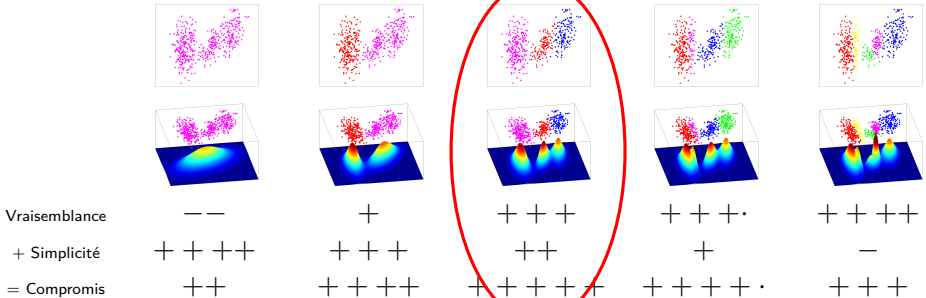 Vraisemblance −− + + + + + + +· + + ++
+ Simplicité + + ++ + + + ++ + −
= Compromis ++ + + ++ + + + + + + + + +· + + +